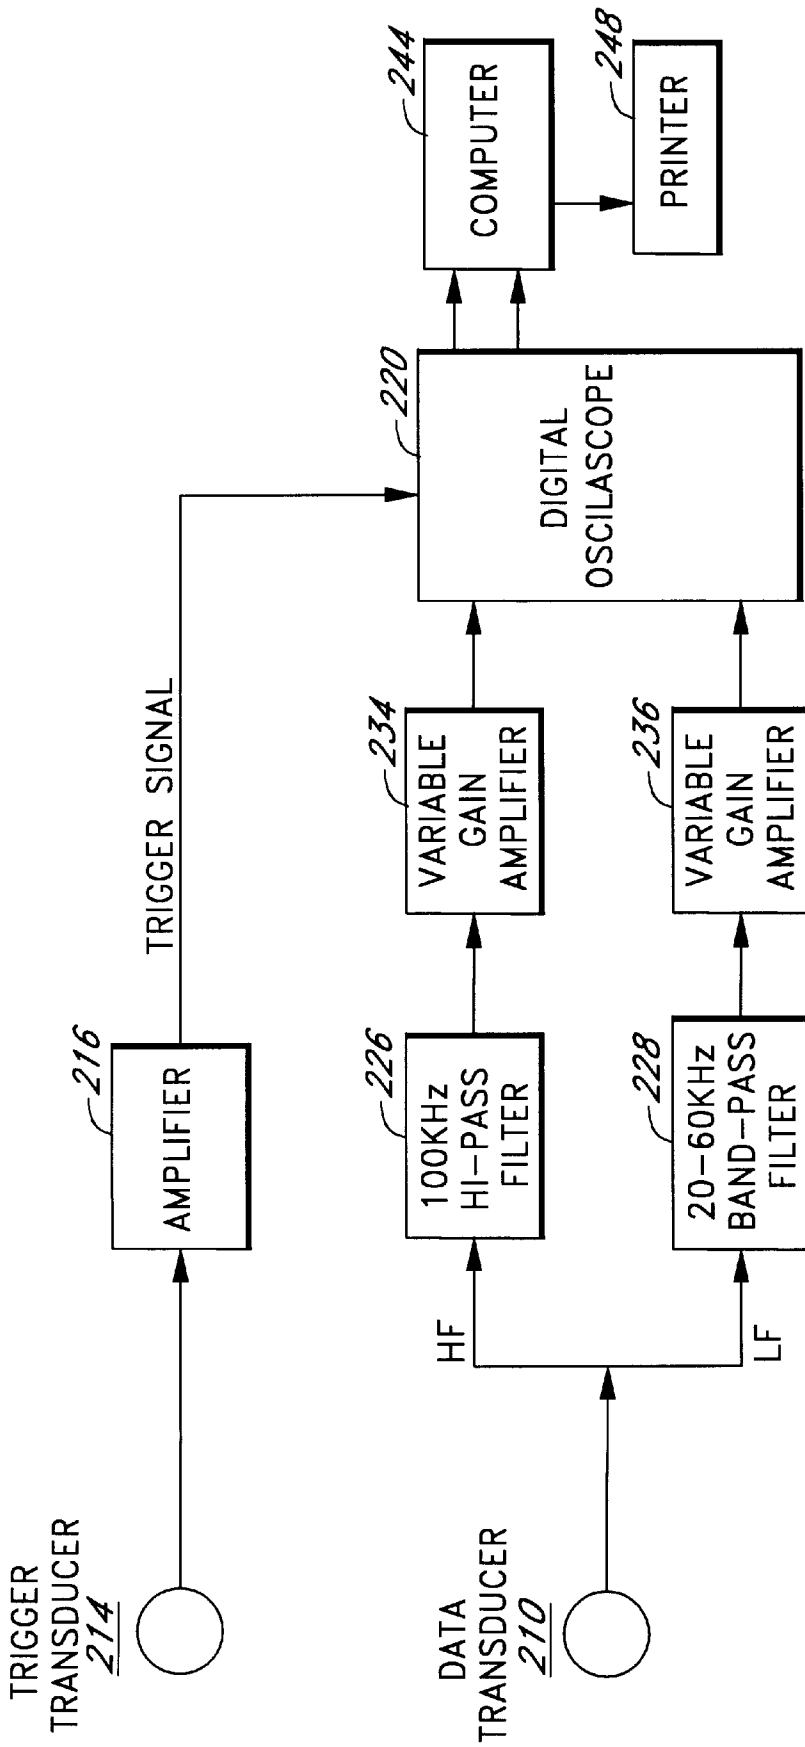 TRIGGER
TRANSDUCER
214
216
AMPLIFIER
TRIGGER SIGNAL
DATA
TRANSDUCER
210
HF
LF
226
100KHz
HI-PASS
FILTER
228
20-60KHz
BAND-PASS
FILTER
234
VARIABLE
GAIN
AMPLIFIER
236
VARIABLE
GAIN
AMPLIFIER
220
DIGITAL
OSCILASCOPE
244
COMPUTER
248
PRINTER